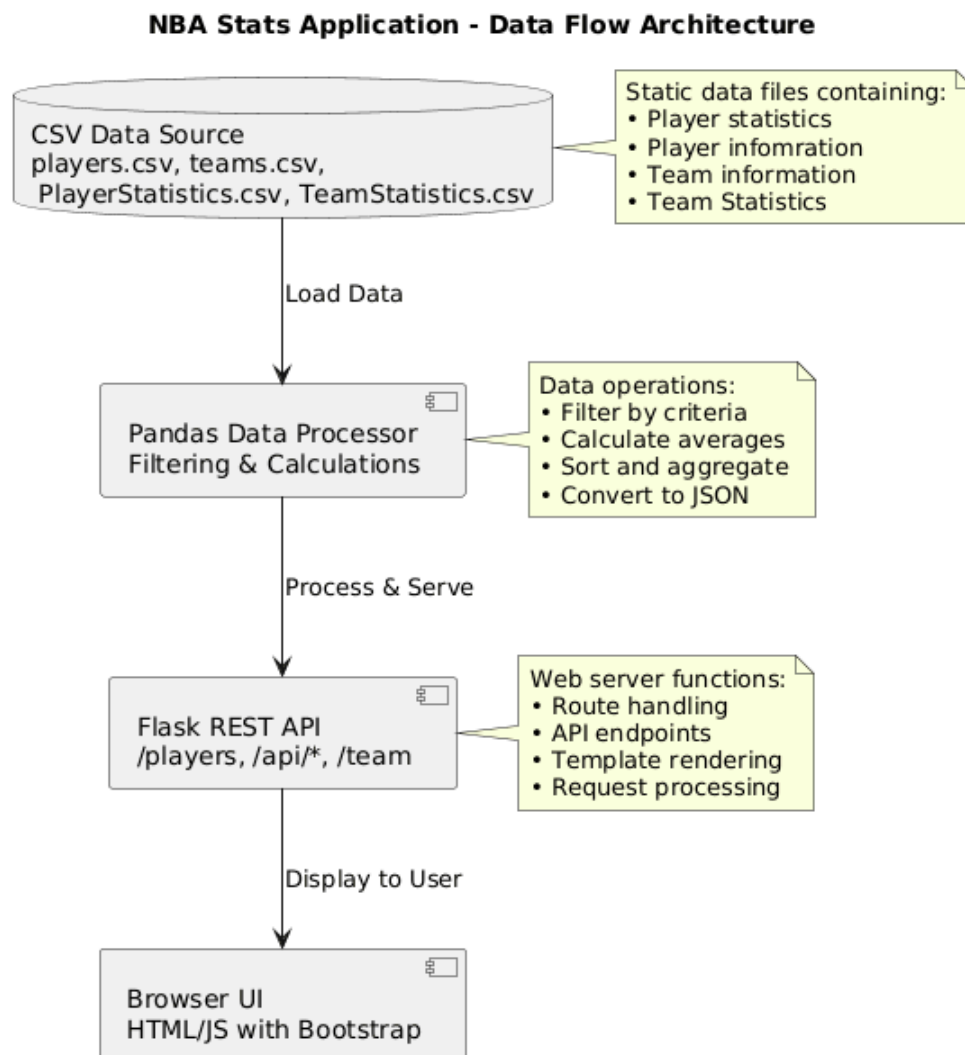 NBA Stats Application - Data Flow Architecture
CSV Data Source
players.csv, teams.csv,
PlayerStatistics.csv, TeamStatistics.csv
Static data files containing:
• Player statistics
• Player infomration
• Team information
• Team Statistics
Load Data
Pandas Data Processor
Filtering & Calculations
Data operations:
• Filter by criteria
• Calculate averages
• Sort and aggregate
• Convert to JSON
Process & Serve
Flask REST API
/players, /api/*, /team
Web server functions:
• Route handling
• API endpoints
• Template rendering
• Request processing
Display to User
Browser UI
HTML/JS with Bootstrap